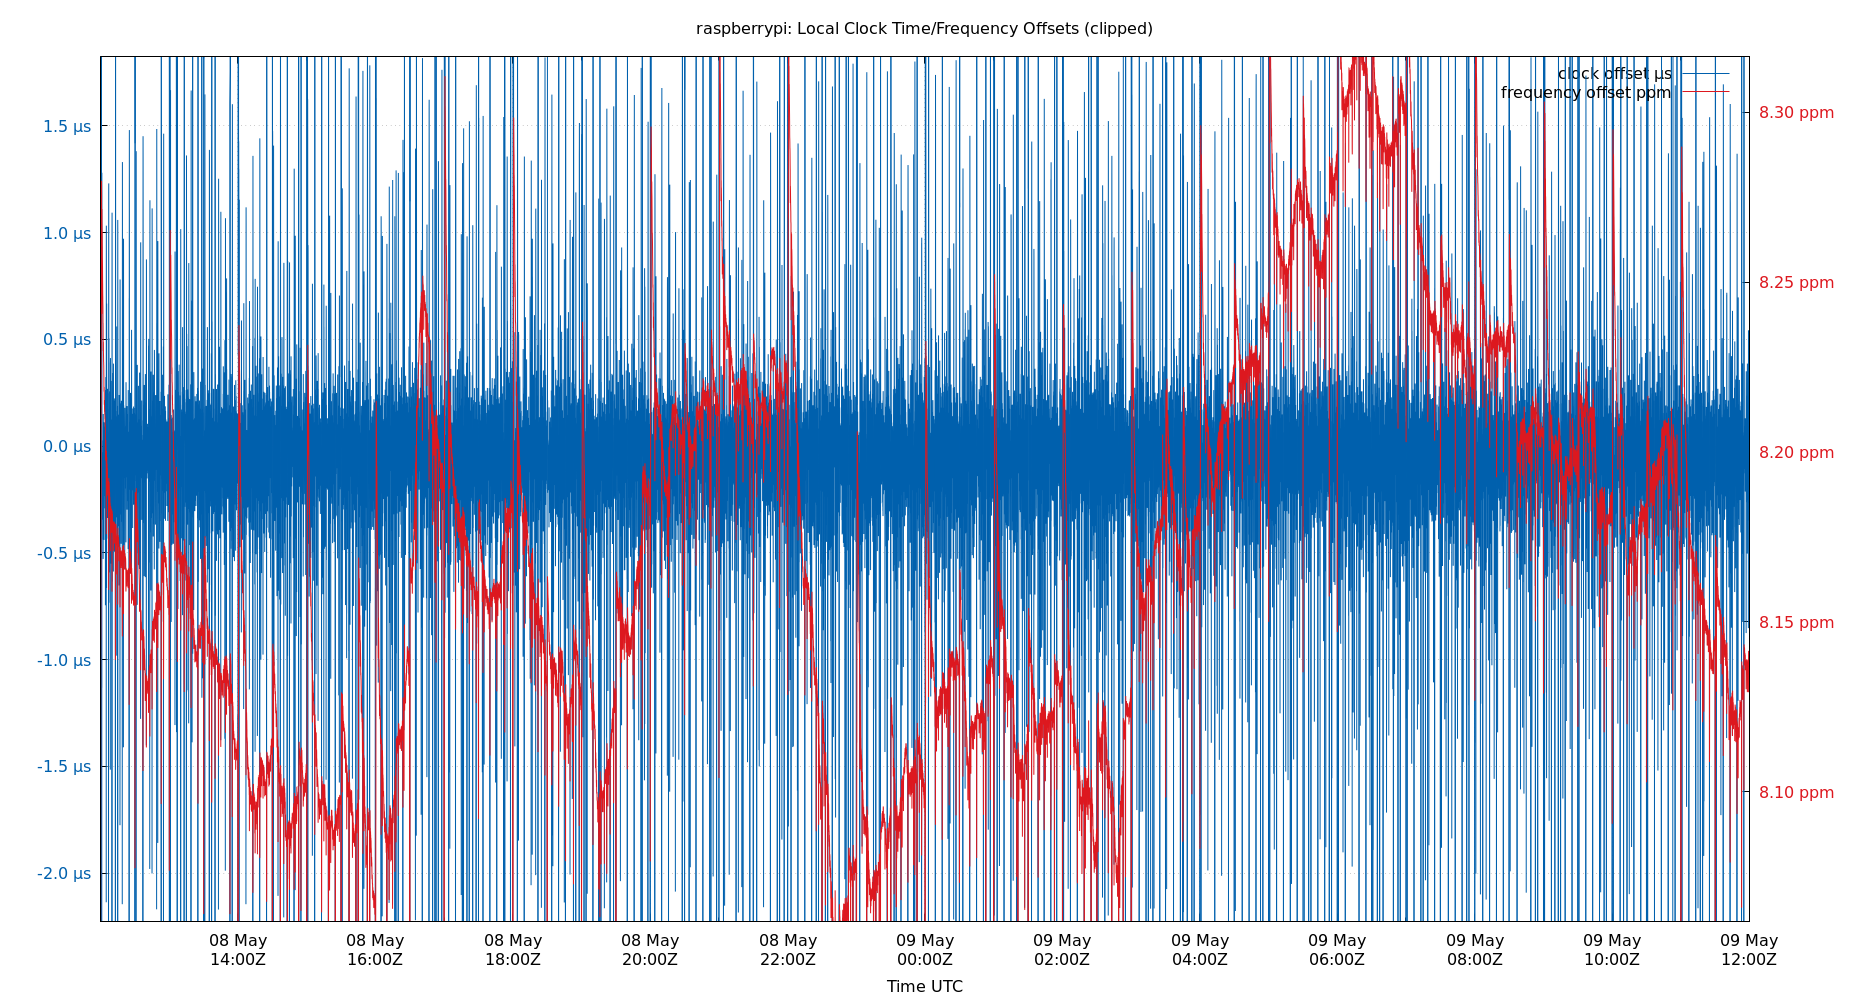 raspberrypi: Local Clock Time/Frequency Offsets (clipped)
clock offset µs
frequency offset ppm
1.5 µs
1.0 µs
0.5 µs
0.0 µs
-0.5 µs
-1.0 µs
-1.5 µs
-2.0 µs
8.30 ppm
8.25 ppm
8.20 ppm
8.15 ppm
8.10 ppm
08 May 08 May 08 May 08 May 08 May 09 May 09 May 09 May 09 May 09 May 09 May 09 May
14:00Z 16:00Z 18:00Z 20:00Z 22:00Z 00:00Z 02:00Z 04:00Z 06:00Z 08:00Z 10:00Z 12:00Z
Time UTC